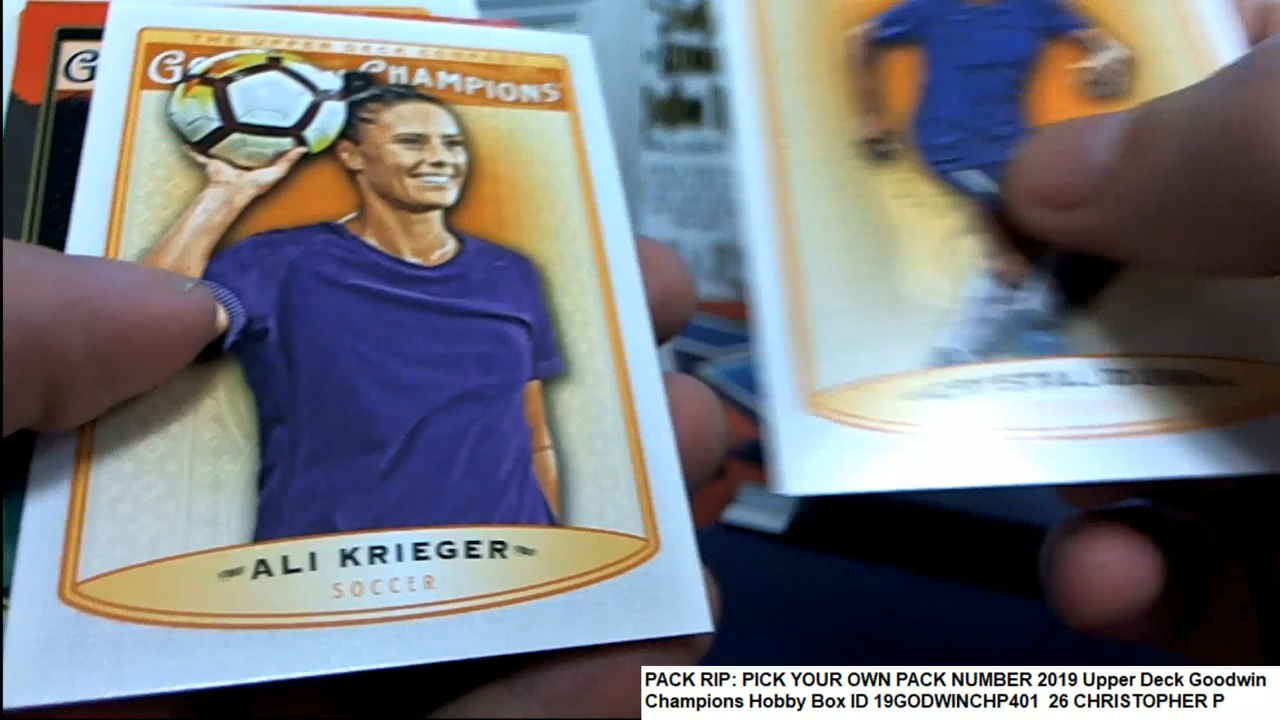 THE UPPER DECK COMPANY
CHAMPIONS
ALI KRIEGER
SOCCER
PACK RIP: PICK YOUR OWN PACK NUMBER 2019 Upper Deck Goodwin
Champions Hobby Box ID 19GODWINCHP401 26 CHRISTOPHER P